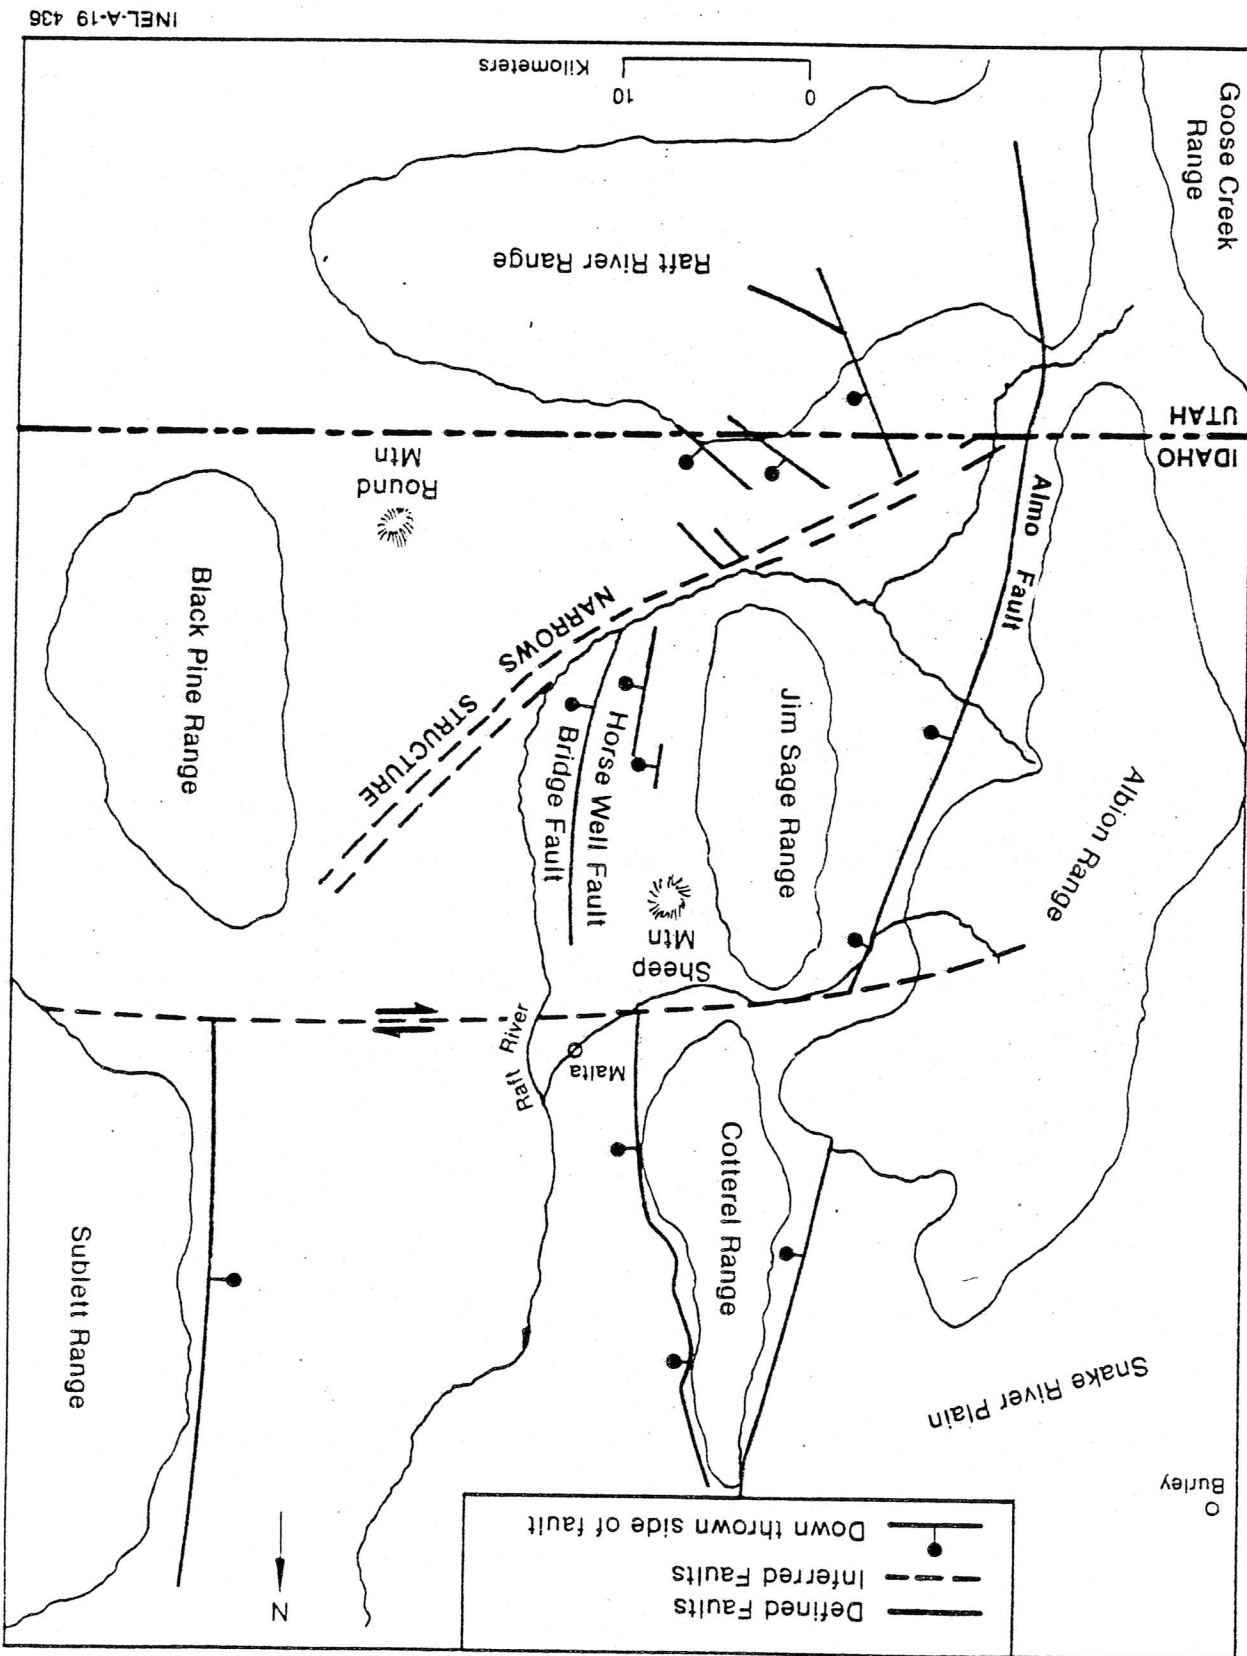 Defined Faults
Inferred Faults
Down thrown side of fault
N
Burley
Snake River Plain
Cotterel Range
Sublett Range
Malta
Raft River
Sheep
Mtn
Albion Range
Jim Sage Range
Horse Well Fault
Bridge Fault
STRUCTURE
NARROWS
Black Pine Range
Almo Fault
Round
Mtn
IDAHO
UTAH
Raft River Range
Goose Creek
Range
0 10
Kilometers
INEL-A-19 436